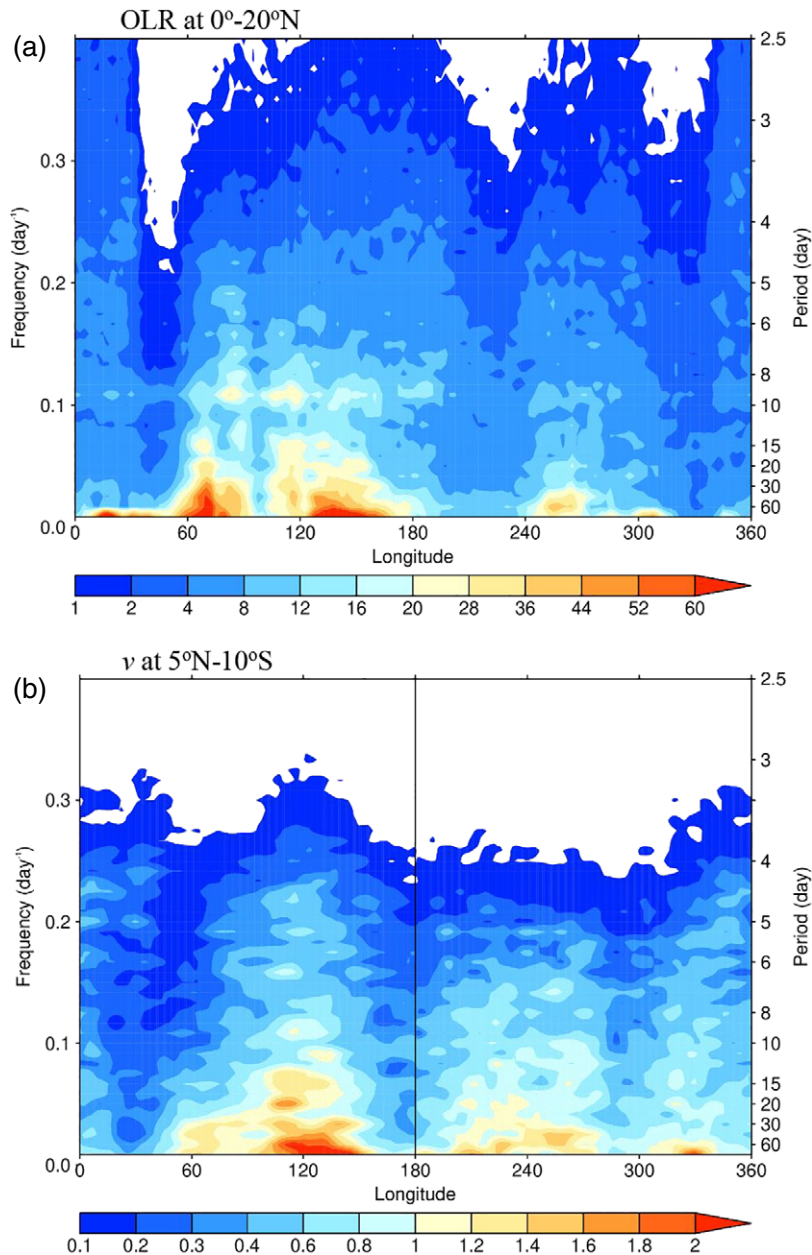 OLR at 0º-20ºN
(a)
2.5
3
0.3
4
0.2
5
6
8
0.1
10
15
20
30
60
0.0
Frequency (day⁻¹)
Period (day)
0 60 120 180 240 300 360
Longitude
1 2 4 8 12 16 20 28 36 44 52 60
v at 5ºN-10ºS
(b)
2.5
3
0.3
4
0.2
5
6
8
0.1
10
15
20
30
60
0.0
Frequency (day⁻¹)
Period (day)
0 60 120 180 240 300 360
Longitude
0.1 0.2 0.3 0.4 0.6 0.8 1 1.2 1.4 1.6 1.8 2